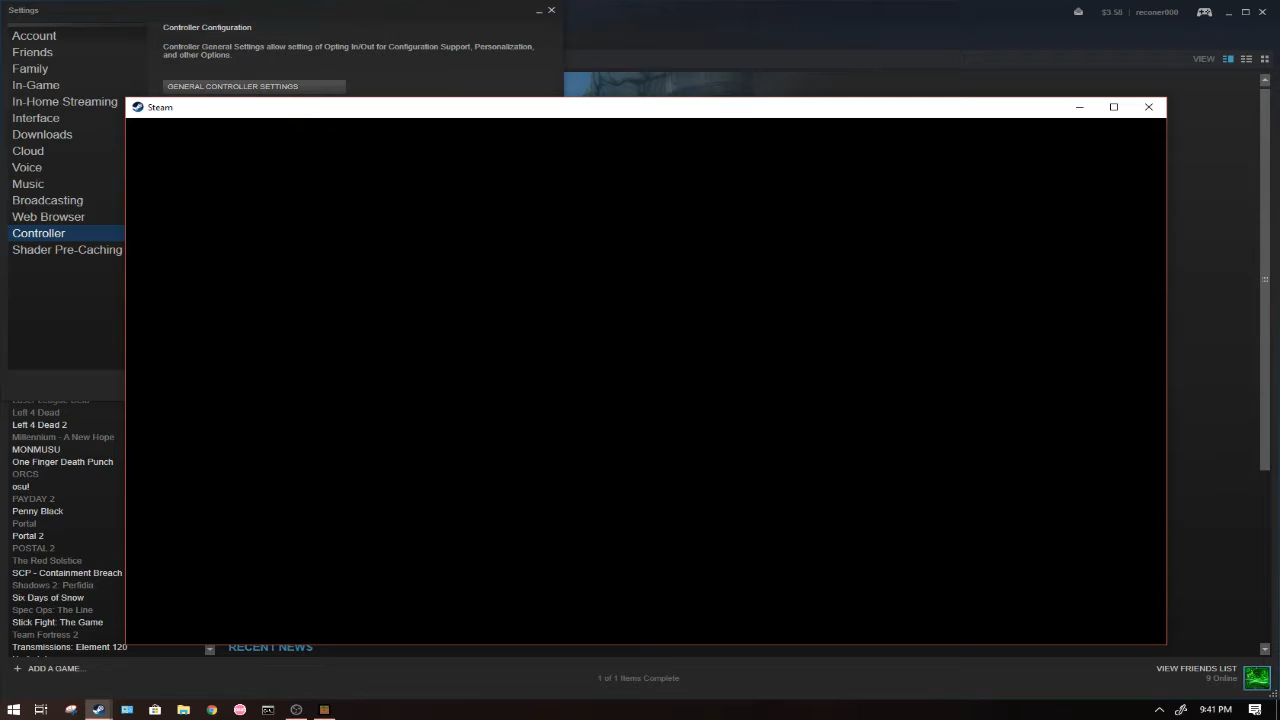 Settings
$3.58
reconer000
Controller Configuration
Controller General Settings allow setting of Opting In/Out for Configuration Support, Personalization,
and other Options.
GENERAL CONTROLLER SETTINGS
VIEW
Account
Friends
Family
In-Game
In-Home Streaming
Interface
Downloads
Cloud
Voice
Music
Broadcasting
Web Browser
Controller
Shader Pre-Caching
Steam
Left 4 Dead
Left 4 Dead 2
Millennium - A New Hope
MONMUSU
One Finger Death Punch
ORCS
osu!
PAYDAY 2
Penny Black
Portal
Portal 2
POSTAL 2
The Red Solstice
SCP - Containment Breach
Shadows 2: Perfidia
Six Days of Snow
Spec Ops: The Line
Stick Fight: The Game
Team Fortress 2
Transmissions: Element 120
RECENT NEWS
+ ADD A GAME...
1 of 1 Items Complete
VIEW FRIENDS LIST
9 Online
9:41 PM